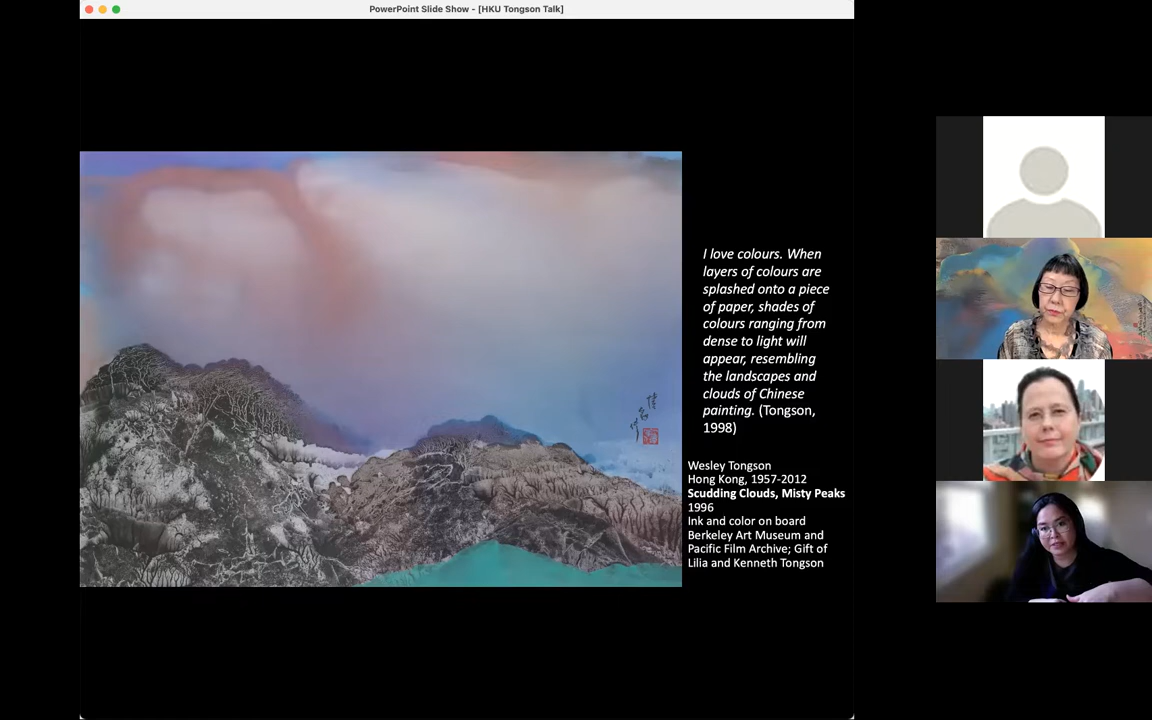 PowerPoint Slide Show - [HKU Tongson Talk]
I love colours. When
layers of colours are
splashed onto a piece
of paper, shades of
colours ranging from
dense to light will
appear, resembling
the landscapes and
clouds of Chinese
painting. (Tongson,
1998)
Wesley Tongson
Hong Kong, 1957-2012
Scudding Clouds, Misty Peaks
1996
Ink and color on board
Berkeley Art Museum and
Pacific Film Archive; Gift of
Lilia and Kenneth Tongson